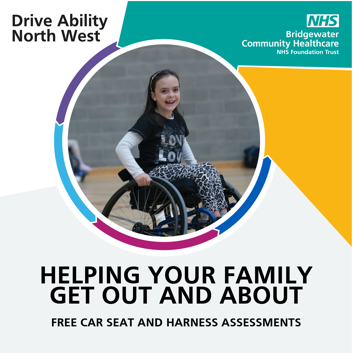 Drive Ability
North West
NHS
Bridgewater
Community Healthcare
NHS Foundation Trust
LOVE
LOVE
HELPING YOUR FAMILY
GET OUT AND ABOUT
FREE CAR SEAT AND HARNESS ASSESSMENTS